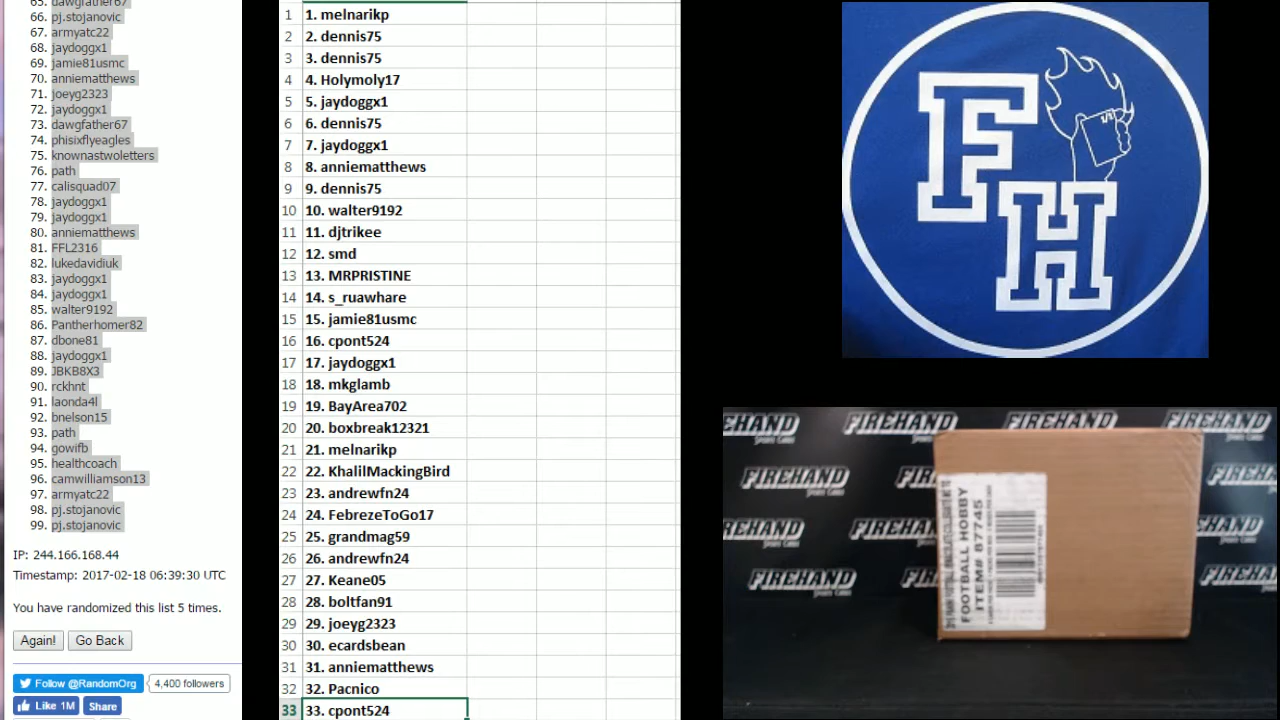 65. dawgfather67
66. pj.stojanovic
67. armyatc22
68. jaydoggx1
69. jamie81usmc
70. anniematthews
71. joeyg2323
72. jaydoggx1
73. dawgfather67
74. phisixflyeagles
75. knownastwoletters
76. path
77. calisquad07
78. jaydoggx1
79. jaydoggx1
80. anniematthews
81. FFL2316
82. lukedavidiuk
83. jaydoggx1
84. jaydoggx1
85. walter9192
86. Pantherhomer82
87. dbone81
88. jaydoggx1
89. JBKB8X3
90. rckhnt
91. laonda4l
92. bnelson15
93. path
94. gowifb
95. healthcoach
96. camwilliamson13
97. armyatc22
98. pj.stojanovic
99. pj.stojanovic
IP: 244.166.168.44
Timestamp: 2017-02-18 06:39:30 UTC
You have randomized this list 5 times.
Again! Go Back
Follow @RandomOrg 4,400 followers
Like 1M Share
1 1. melnarikp
2 2. dennis75
3 3. dennis75
4 4. Holymoly17
5 5. jaydoggx1
6 6. dennis75
7 7. jaydoggx1
8 8. anniematthews
9 9. dennis75
10 10. walter9192
11 11. djtrikee
12 12. smd
13 13. MRPRISTINE
14 14. s_ruawhare
15 15. jamie81usmc
16 16. cpont524
17 17. jaydoggx1
18 18. mkglamb
19 19. BayArea702
20 20. boxbreak12321
21 21. melnarikp
22 22. KhalilMackingBird
23 23. andrewfn24
24 24. FebrezeToGo17
25 25. grandmag59
26 26. andrewfn24
27 27. Keane05
28 28. boltfan91
29 29. joeyg2323
30 30. ecardsbean
31 31. anniematthews
32 32. Pacnico
33 33. cpont524
FH
FIREHAND
FOOTBALL HOBBY
ITEM# 87745